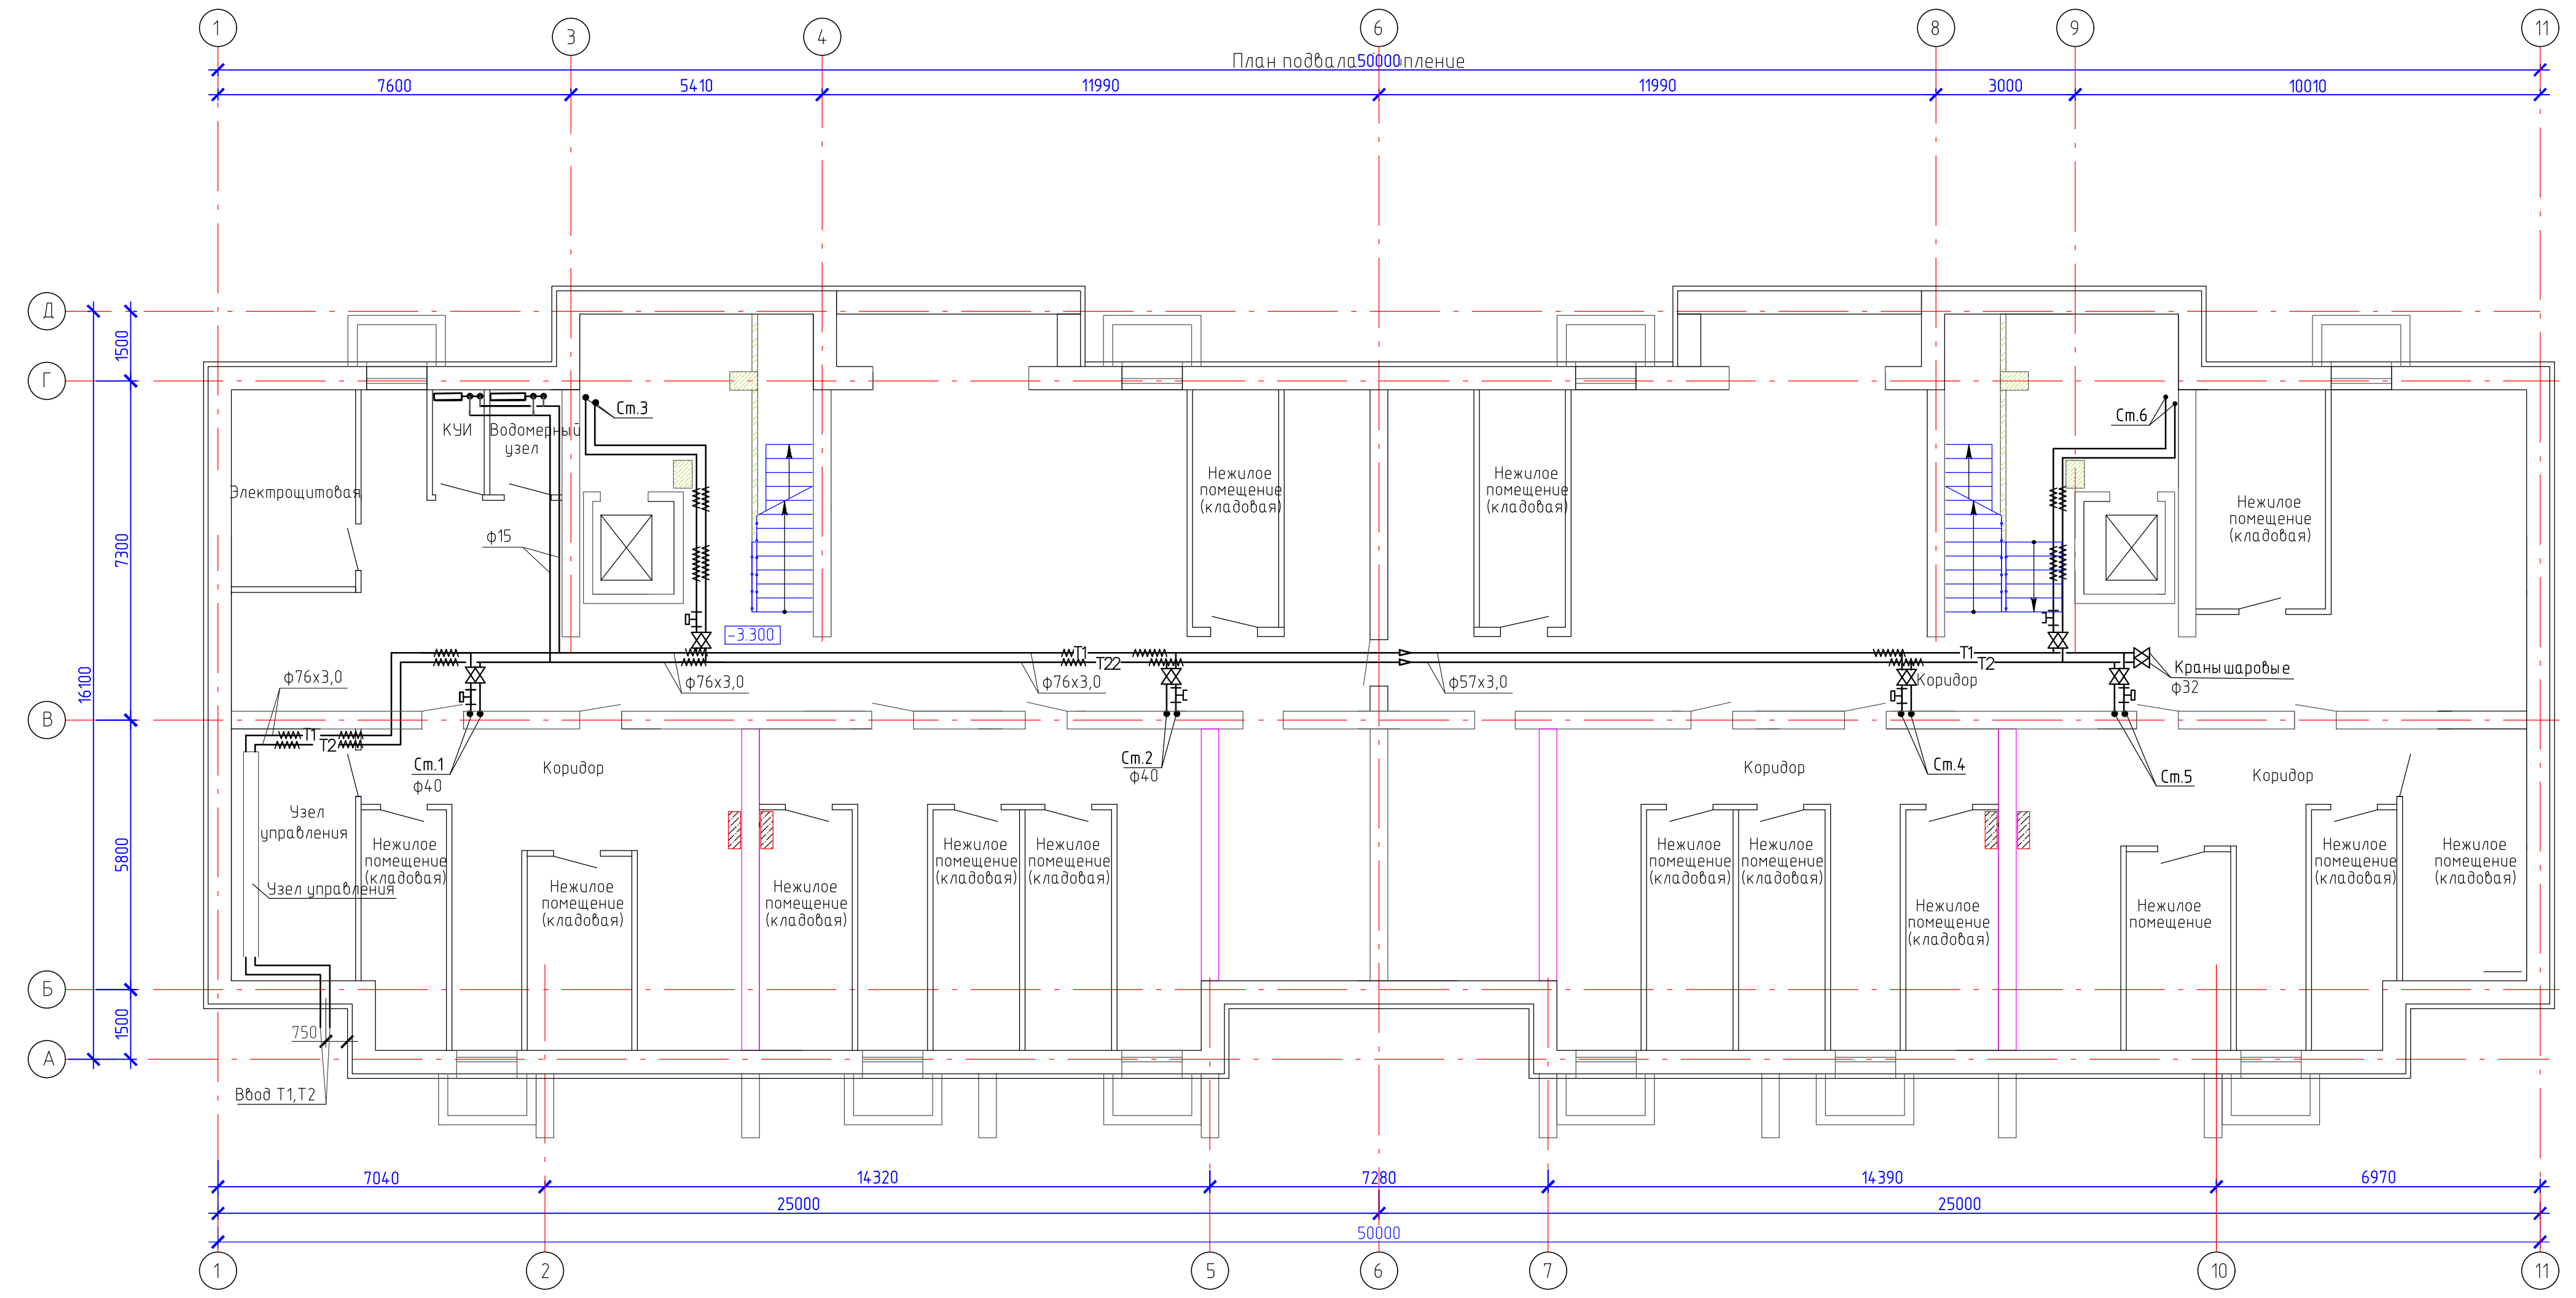 1
3
4
6
8
9
11
План подвала
50000
опление
7600
5410
11990
11990
3000
10010
Д
Г
В
Б
А
1500
7300
16100
5800
1500
Ст.3
Ст.6
КУИ
Водомерный
узел
Электрощитовая
Нежилое
помещение
(кладовая)
Нежилое
помещение
(кладовая)
Нежилое
помещение
(кладовая)
ф15
-3.300
Т1
Т22
Т1
Т2
ф76х3,0
ф76х3,0
ф76х3,0
ф57х3,0
Коридор
Кранышаровые
ф32
Т1
Т2
Ст.1
ф40
Ст.2
ф40
Ст.4
Ст.5
Коридор
Коридор
Коридор
Узел
управления
Узел управления
Нежилое
помещение
(кладовая)
Нежилое
помещение
(кладовая)
Нежилое
помещение
(кладовая)
Нежилое
помещение
(кладовая)
Нежилое
помещение
(кладовая)
Нежилое
помещение
(кладовая)
Нежилое
помещение
(кладовая)
Нежилое
помещение
(кладовая)
Нежилое
помещение
Нежилое
помещение
(кладовая)
Нежилое
помещение
(кладовая)
750
Ввод Т1,Т2
7040
14320
7280
14390
6970
25000
25000
50000
1
2
5
6
7
10
11